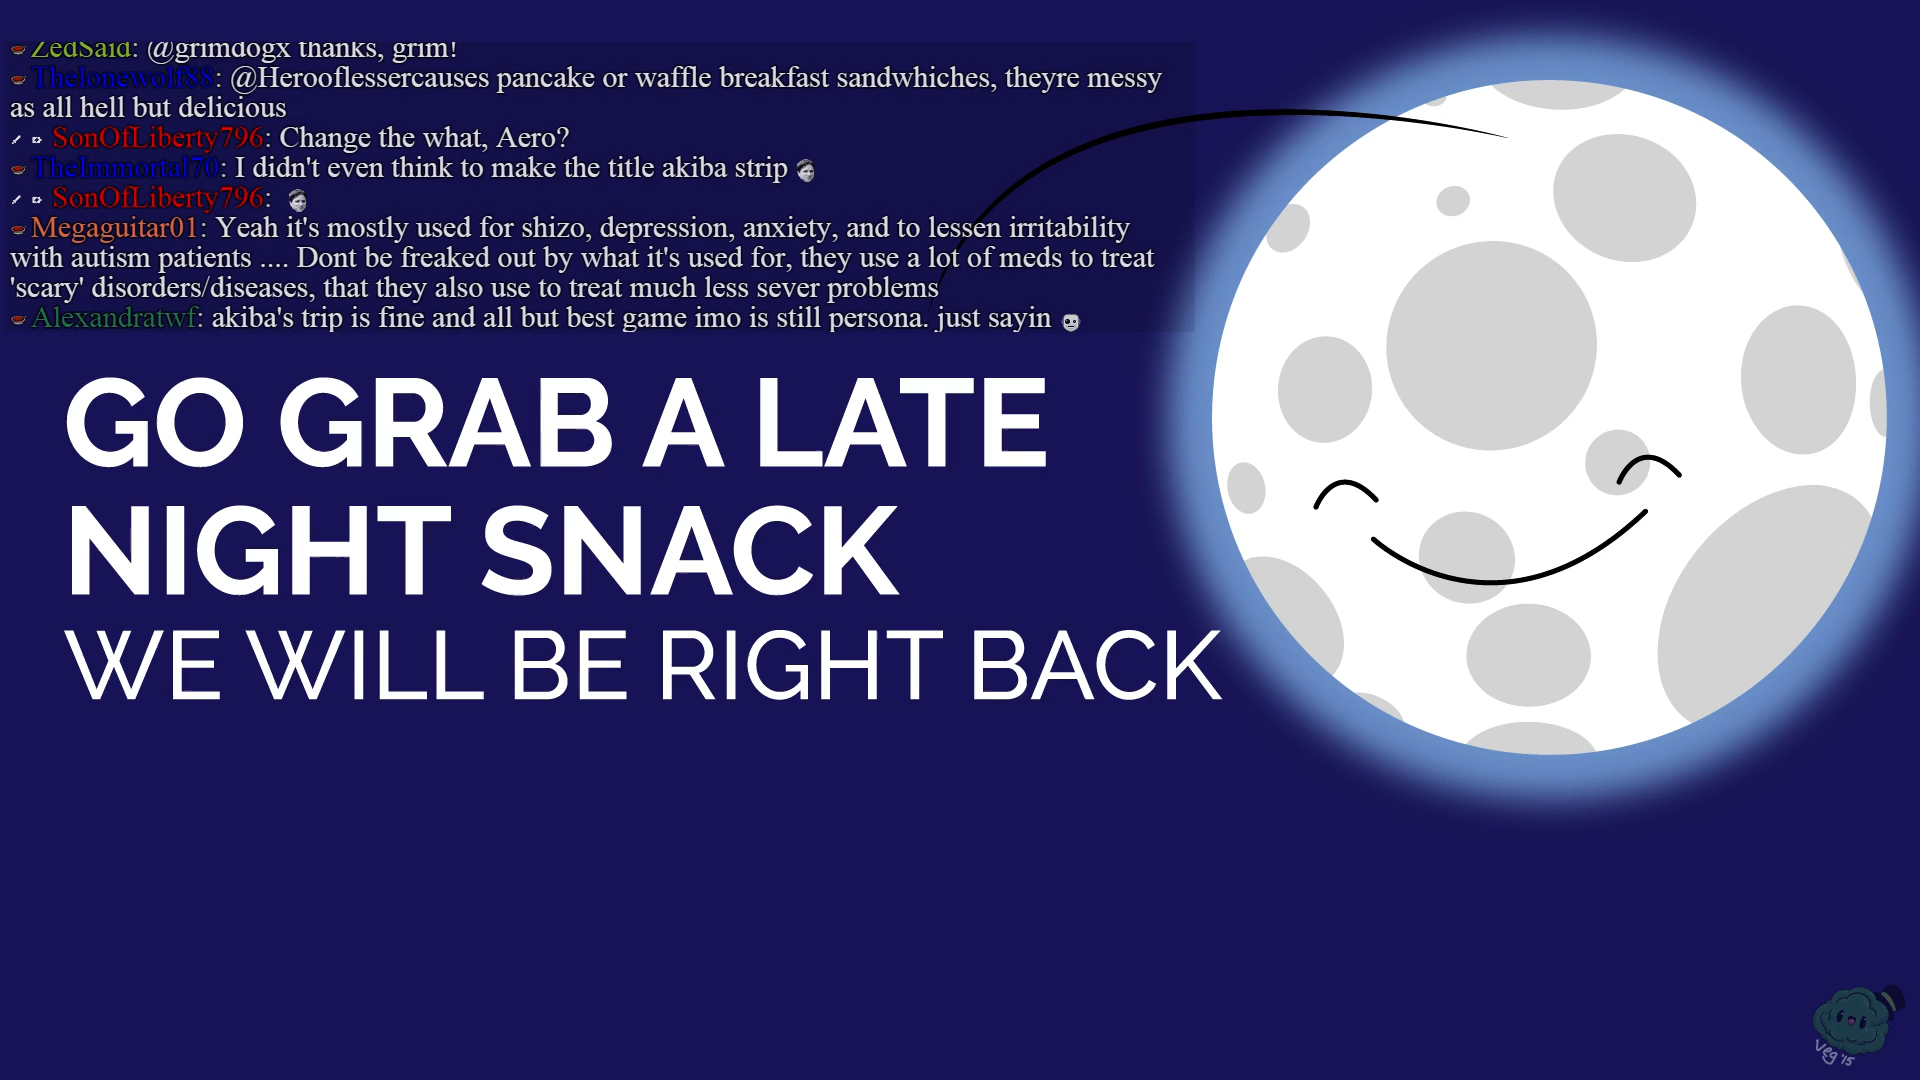 ZedSaid: @grimdogx thanks, grim!
Thelonewolf88: @Herooflessercauses pancake or waffle breakfast sandwhiches, theyre messy
as all hell but delicious
SonOfLiberty796: Change the what, Aero?
TheImmortal70: I didn't even think to make the title akiba strip
SonOfLiberty796:
Megaguitar01: Yeah it's mostly used for shizo, depression, anxiety, and to lessen irritability
with autism patients .... Dont be freaked out by what it's used for, they use a lot of meds to treat
'scary' disorders/diseases, that they also use to treat much less sever problems
Alexandratwf: akiba's trip is fine and all but best game imo is still persona. just sayin
GO GRAB A LATE
NIGHT SNACK
WE WILL BE RIGHT BACK
Veg '15